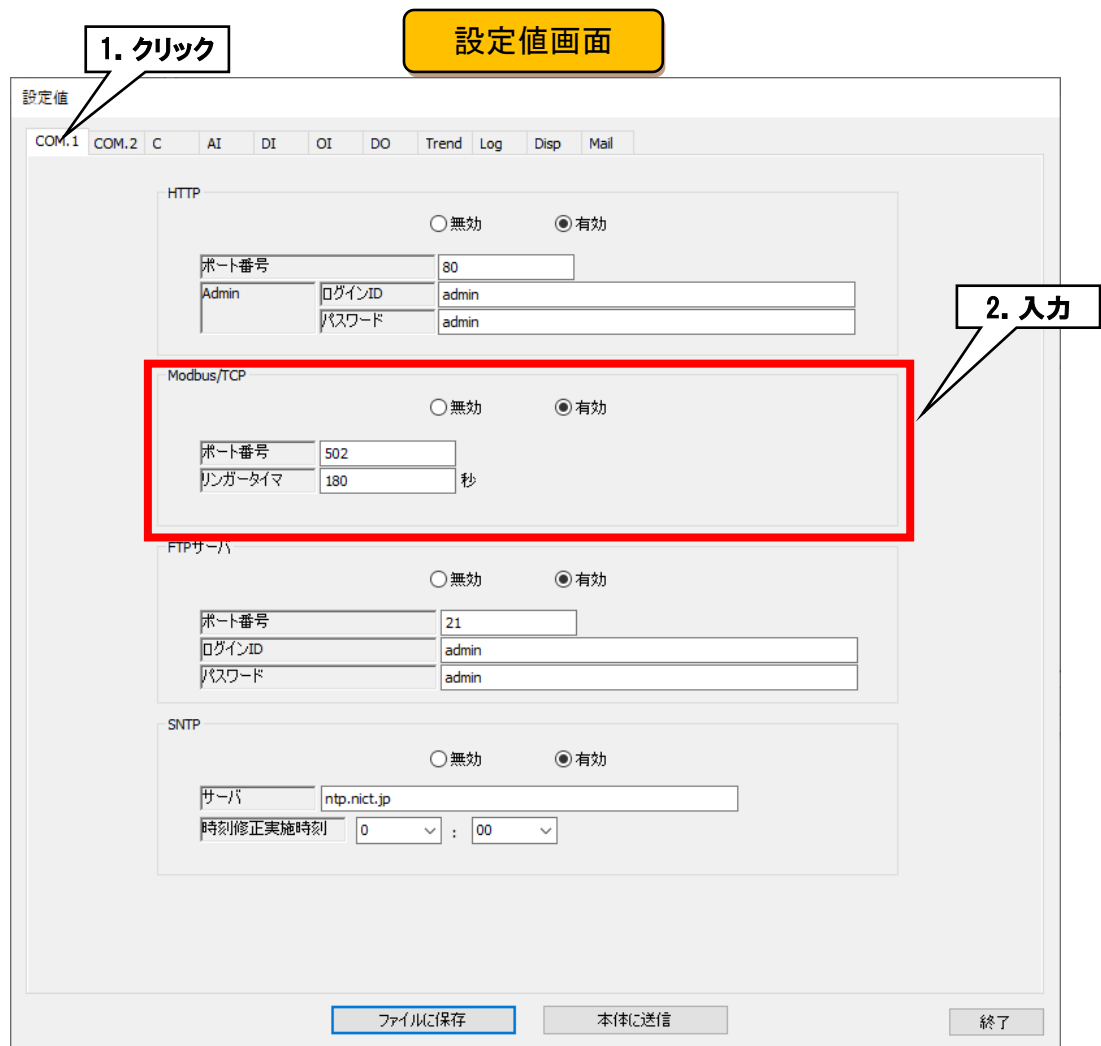 1. クリック
設定値画面
設定値
COM.1 COM.2 C AI DI OI DO Trend Log Disp Mail
HTTP
無効 有効
ポート番号 80
Admin ログインID admin
パスワード admin
2. 入力
Modbus/TCP
無効 有効
ポート番号 502
リンガータイマ 180 秒
FTPサーバ
無効 有効
ポート番号 21
ログインID admin
パスワード admin
SNTP
無効 有効
サーバ ntp.nict.jp
時刻修正実施時刻 0 : 00
ファイルに保存 本体に送信 終了